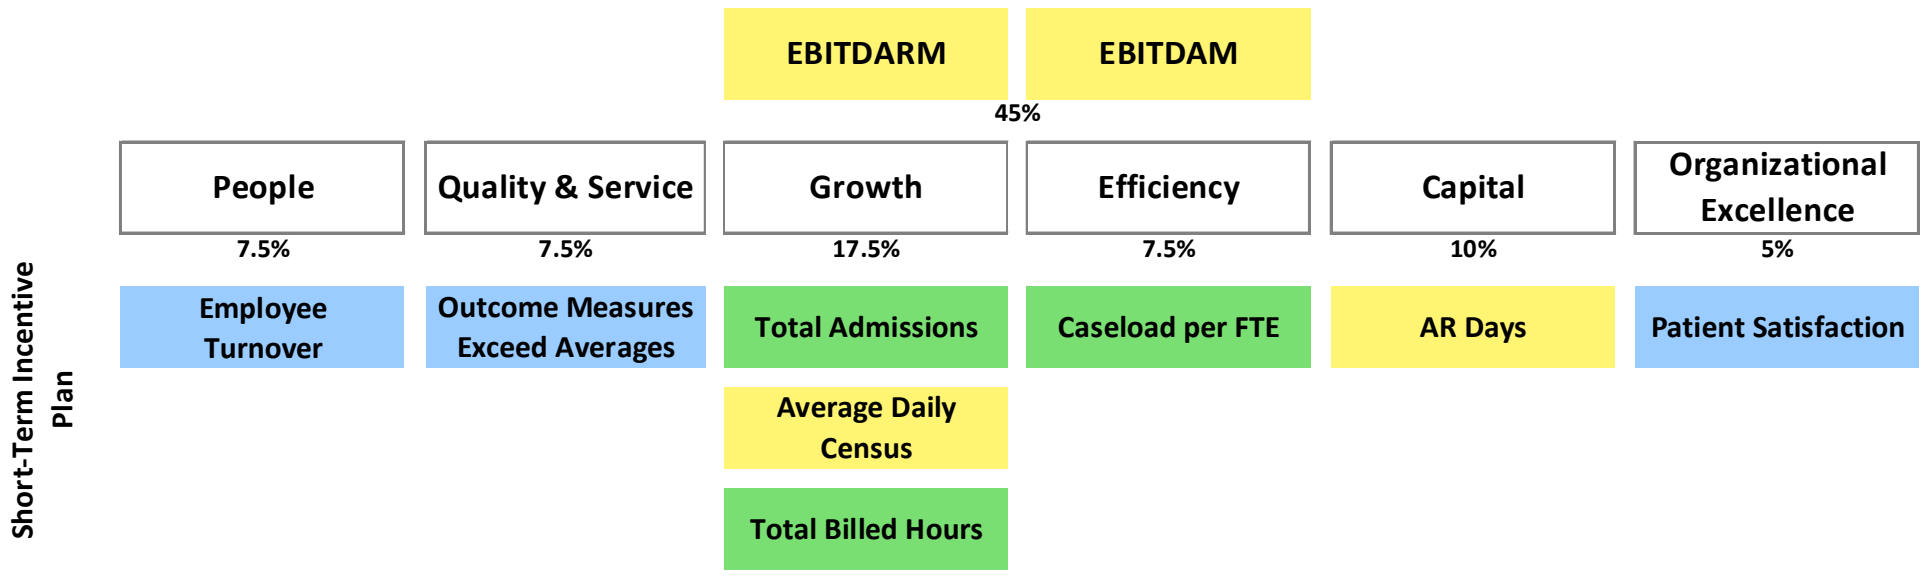 EBITDARM
EBITDAM
45%
People
Quality & Service
Growth
Efficiency
Capital
Organizational
Excellence
7.5%
7.5%
17.5%
7.5%
10%
5%
Short-Term Incentive
Plan
Employee
Turnover
Outcome Measures
Exceed Averages
Total Admissions
Caseload per FTE
AR Days
Patient Satisfaction
Average Daily
Census
Total Billed Hours